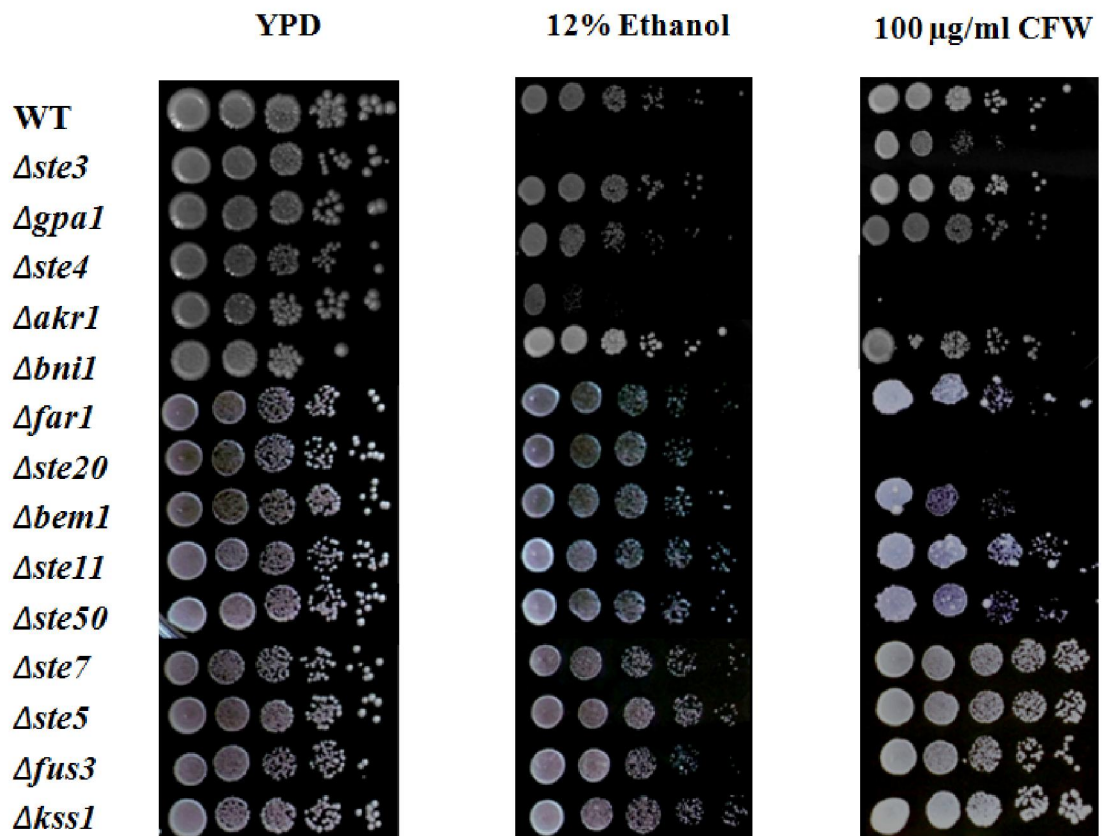 YPD 12% Ethanol 100 µg/ml CFW
WT
Δste3
Δgpa1
Δste4
Δakr1
Δbni1
Δfar1
Δste20
Δbem1
Δste11
Δste50
Δste7
Δste5
Δfus3
Δkss1